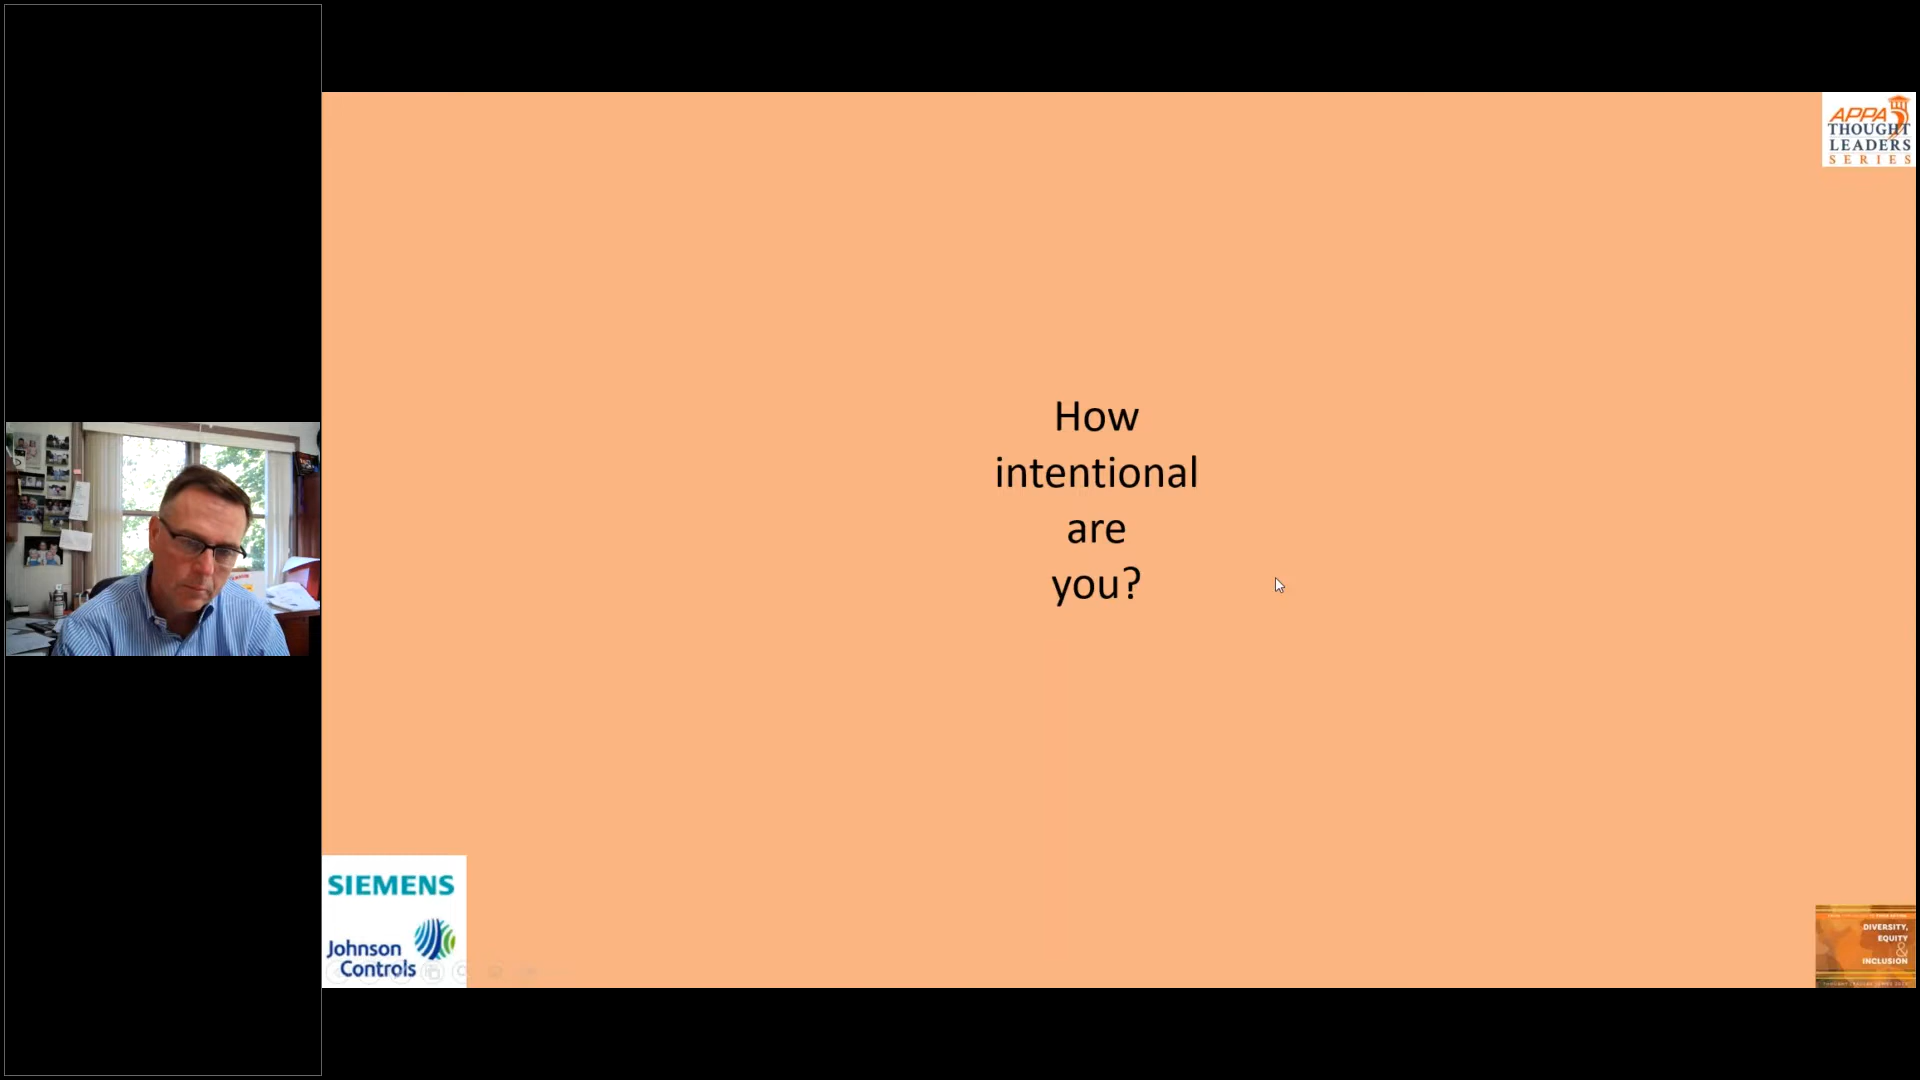 APPA
THOUGHT
LEADERS
SERIES
How
intentional
are
you?
SIEMENS
Johnson
Controls
DIVERSITY,
EQUITY
&
INCLUSION